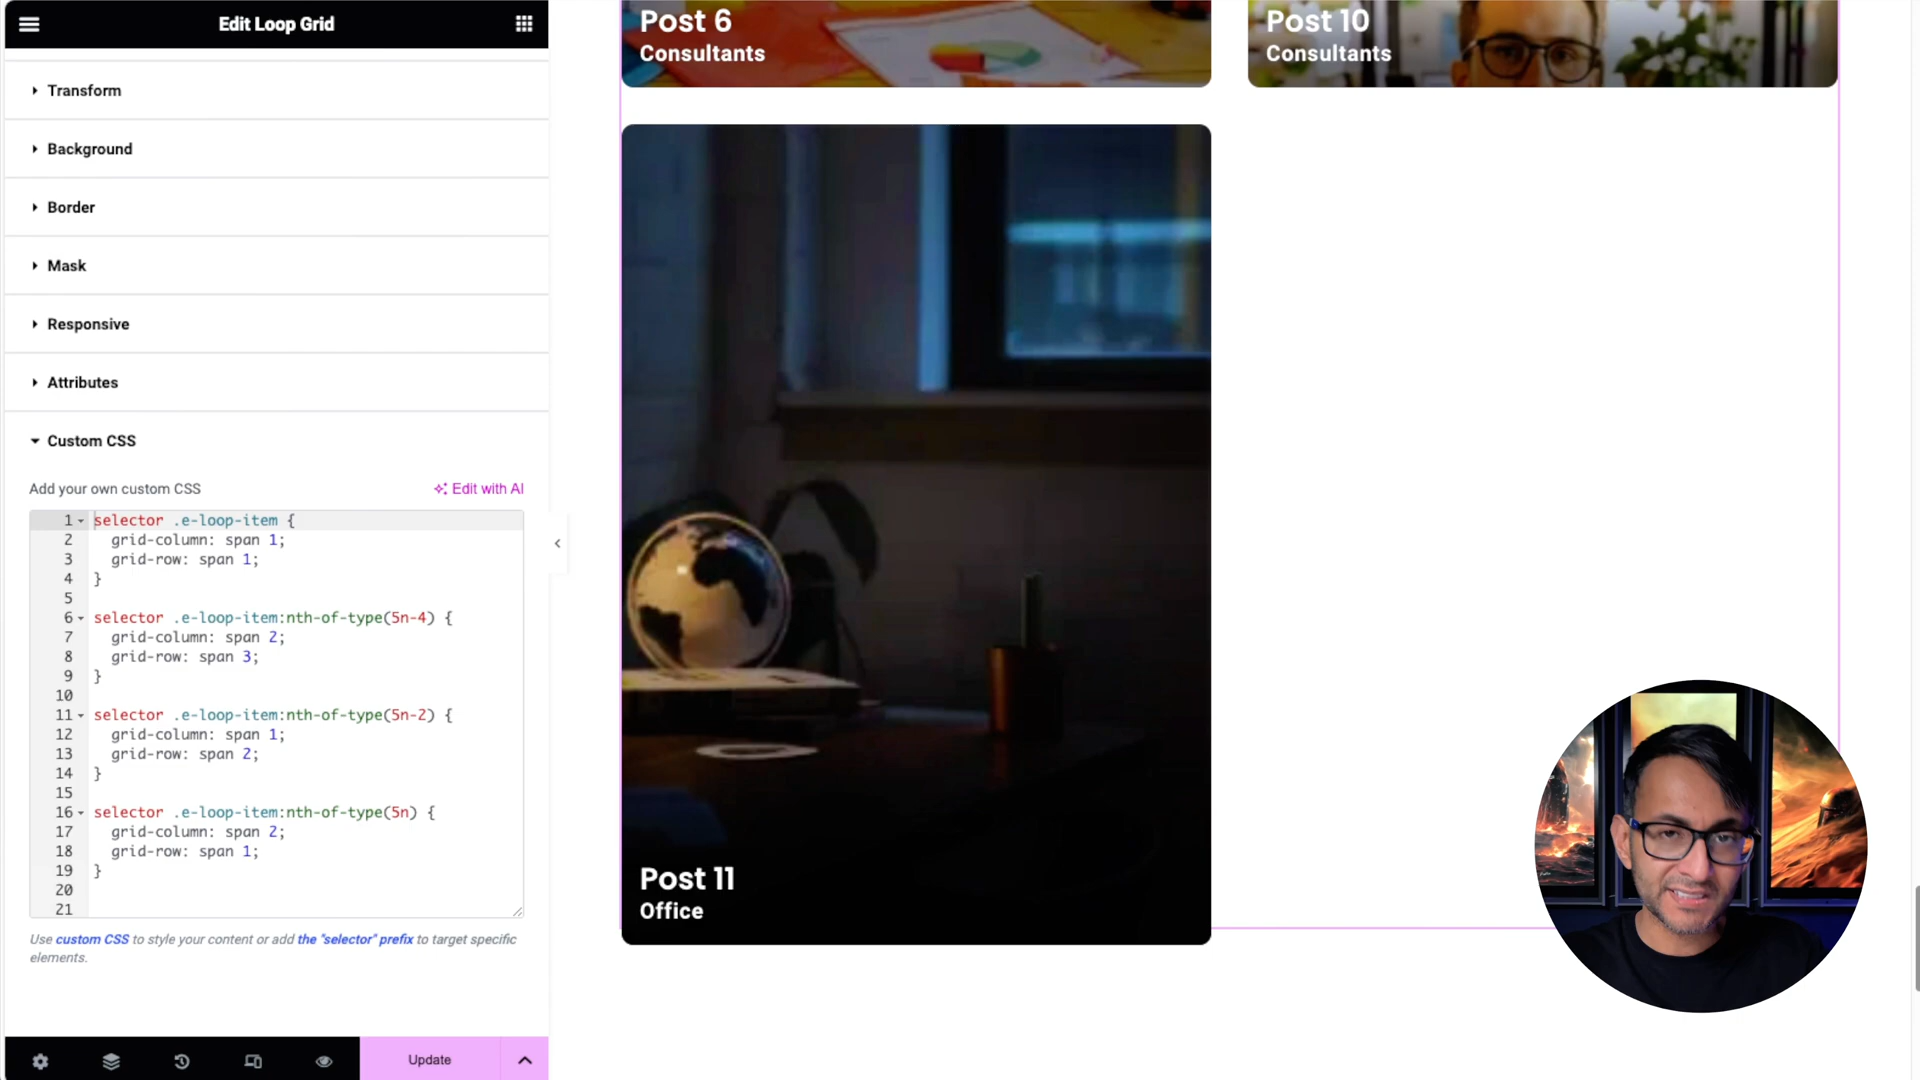 Edit Loop Grid
Transform
Background
Border
Mask
Responsive
Attributes
Custom CSS
Add your own custom CSS
Edit with AI
1 selector .e-loop-item {
2 grid-column: span 1;
3 grid-row: span 1;
4 }
5
6 selector .e-loop-item:nth-of-type(5n-4) {
7 grid-column: span 2;
8 grid-row: span 3;
9 }
10
11 selector .e-loop-item:nth-of-type(5n-2) {
12 grid-column: span 1;
13 grid-row: span 2;
14 }
15
16 selector .e-loop-item:nth-of-type(5n) {
17 grid-column: span 2;
18 grid-row: span 1;
19 }
20
21
Use custom CSS to style your content or add the "selector" prefix to target specific
elements.
Update
Post 6
Consultants
Post 10
Consultants
Post 11
Office